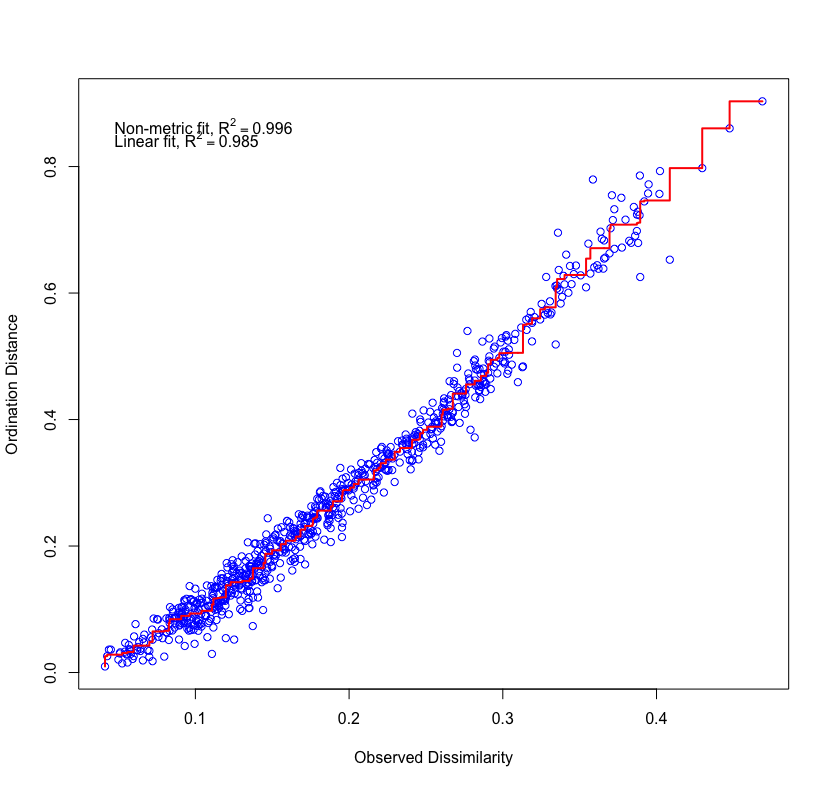 Non-metric fit, R² = 0.996
Linear fit, R² = 0.985
0.8
0.6
0.4
0.2
0.0
Ordination Distance
0.1 0.2 0.3 0.4
Observed Dissimilarity